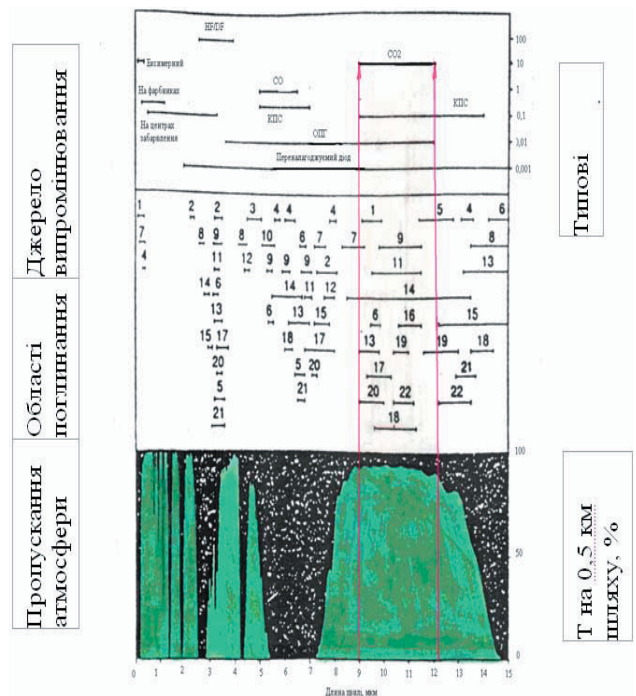 HF/DF
CO2
Ексимерний
CO
На фарбниках
КПС
КПС
На центрах
забарвлення
ОПГ
Переналагоджуємий діод
100
10
1
0,1
0,01
0,001
Джерело
випромінювання
Типові
1 2 2 3 4 4 4 1 5 4 6
7 8 9 8 10 6 7 7 9 8
4 11 12 9 9 9 2 11 13
14 6 14 11 12 14
13 6 13 15 6 16 15
15 17 18 17 13 10 19 18
20 5 20 17 21
5 21 20 22 22
21 18
Області
поглинання
Пропускання
атмосфери
100
50
0
Т на 0,5 км
шляху, %
0 1 2 3 4 5 6 7 8 9 10 11 12 13 14 15
Длина хвилі, мкм